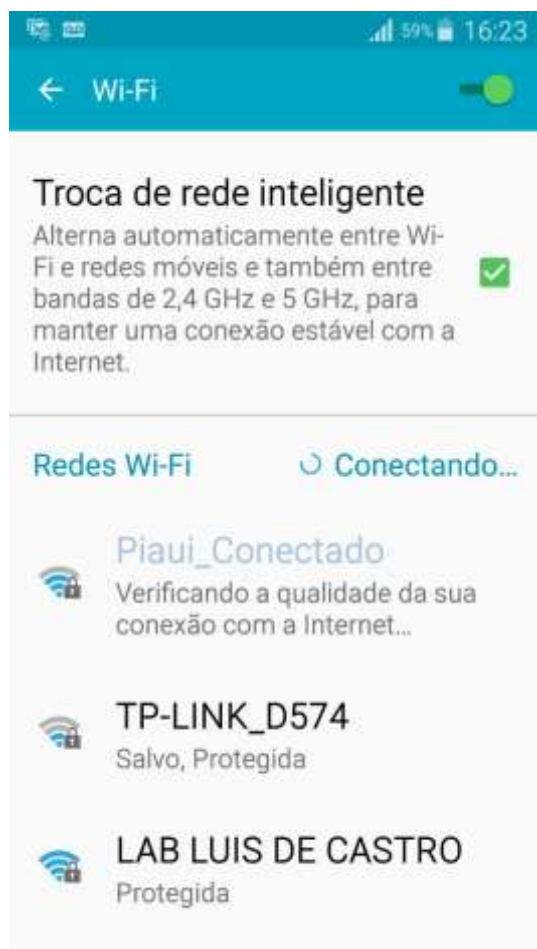 59% 16:23
Wi-Fi
Troca de rede inteligente
Alterna automaticamente entre Wi-
Fi e redes móveis e também entre
bandas de 2,4 GHz e 5 GHz, para
manter uma conexão estável com a
Internet.
Redes Wi-Fi Conectando...
Piaui_Conectado
Verificando a qualidade da sua
conexão com a Internet...
TP-LINK_D574
Salvo, Protegida
LAB LUIS DE CASTRO
Protegida